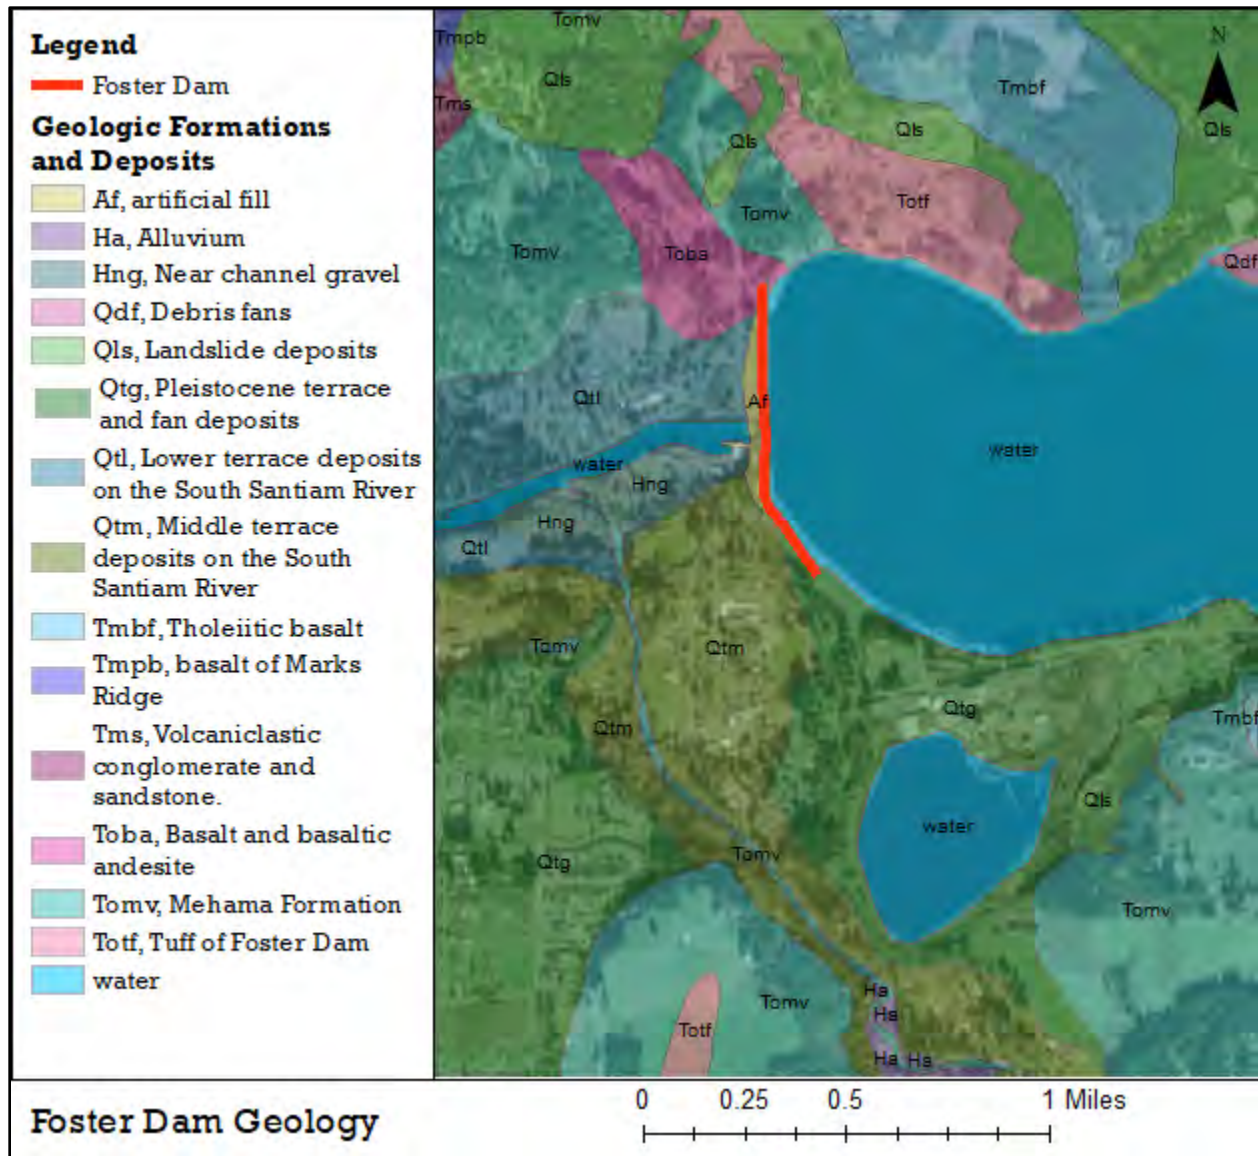 Legend
Foster Dam
Geologic Formations
and Deposits
Af, artificial fill
Ha, Alluvium
Hng, Near channel gravel
Qdf, Debris fans
Qls, Landslide deposits
Qtg, Pleistocene terrace
and fan deposits
Qtl, Lower terrace deposits
on the South Santiam River
Qtm, Middle terrace
deposits on the South
Santiam River
Tmbf, Tholeiitic basalt
Tmpb, basalt of Marks
Ridge
Tms, Volcaniclastic
conglomerate and
sandstone.
Toba, Basalt and basaltic
andesite
Tomv, Mehama Formation
Totf, Tuff of Foster Dam
water
Tomv
Tmpb
N
Qls
Tmbf
Tms
Qls
Qls
Qls
Totf
Tomv
Tomv
Toba
Qdf
Qtl
Af
water
water
Hng
Hng
Qtl
Tomv
Qtm
Qtg
Tmbf
Qtm
Qls
water
Tomv
Qtg
Tomv
Ha
Tomv
Ha
Totf
Ha
Ha
Foster Dam Geology
0 0.25 0.5 1 Miles